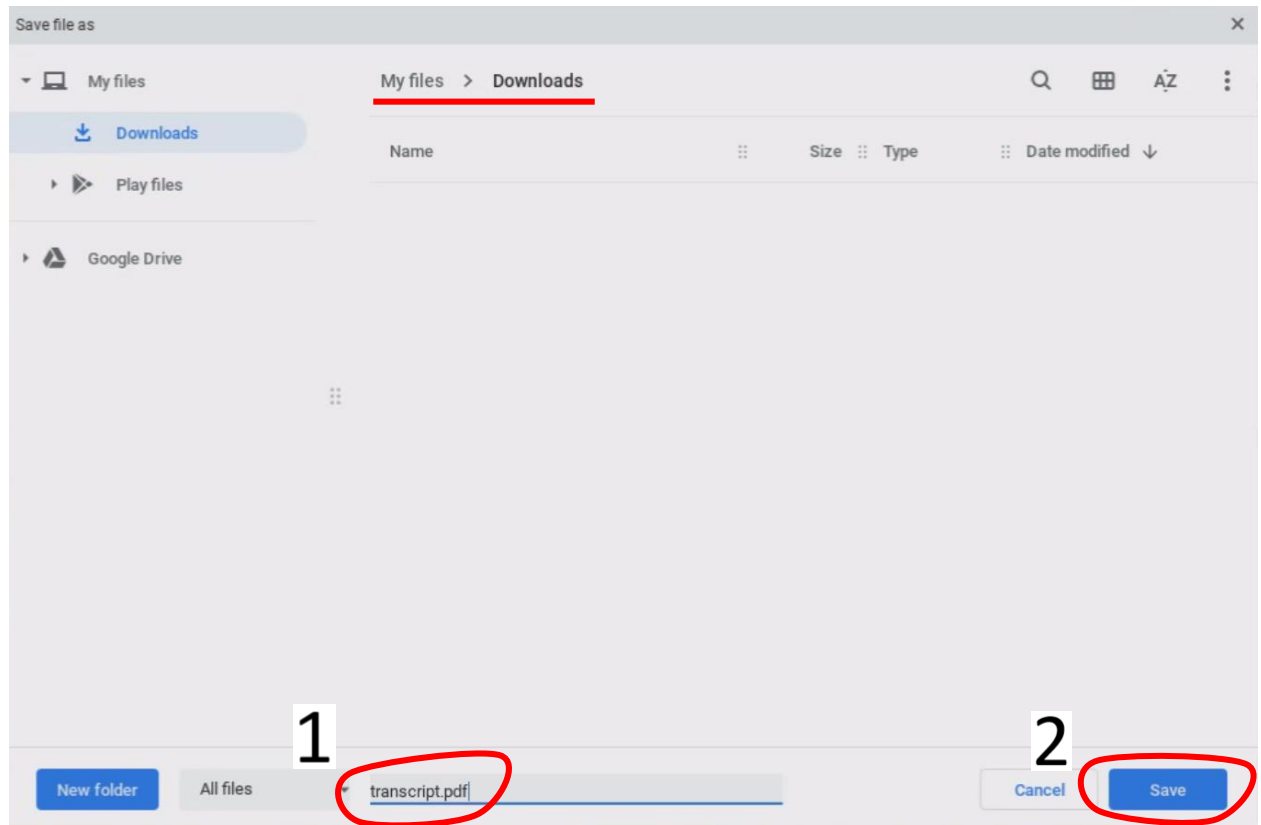 Save file as
My files
My files > Downloads
AZ
Downloads
Name Size Type Date modified
Play files
Google Drive
1
2
New folder All files transcript.pdf Cancel Save